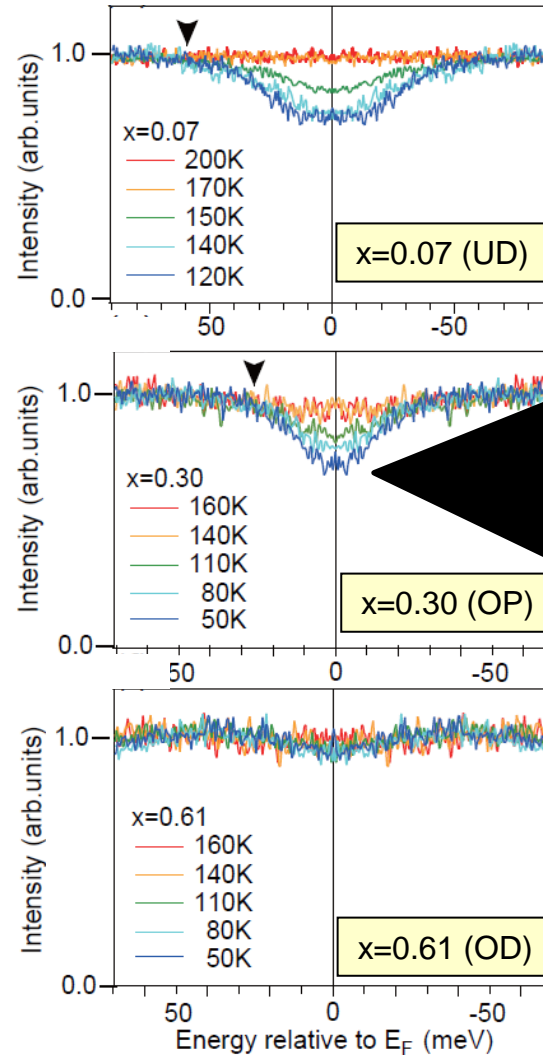 1.0
Intensity (arb.units)
x=0.07
200K
170K
150K
140K
120K
x=0.07 (UD)
0.0
50 0 -50
1.0
Intensity (arb.units)
x=0.30
160K
140K
110K
80K
50K
x=0.30 (OP)
0.0
50 0 -50
1.0
Intensity (arb.units)
x=0.61
160K
140K
110K
80K
50K
x=0.61 (OD)
0.0
50 0 -50
Energy relative to E_F (meV)